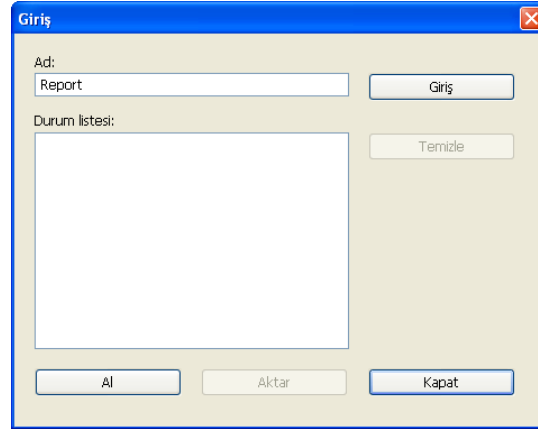 Giriş
Ad:
Report
Giriş
Durum listesi:
Temizle
Al
Aktar
Kapat